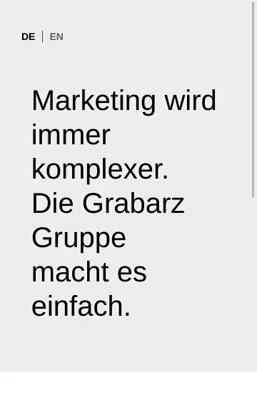 DE | EN
Marketing wird
immer
komplexer.
Die Grabarz
Gruppe
macht es
einfach.